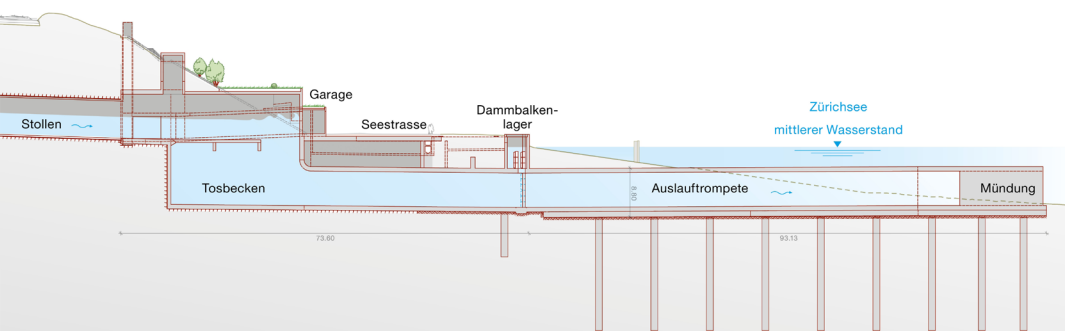 Stollen
Garage
Seestrasse
Dammbalken-
lager
Zürichsee
mittlerer Wasserstand
Tosbecken
8.80
Auslauftrompete
Mündung
73.60
93.13